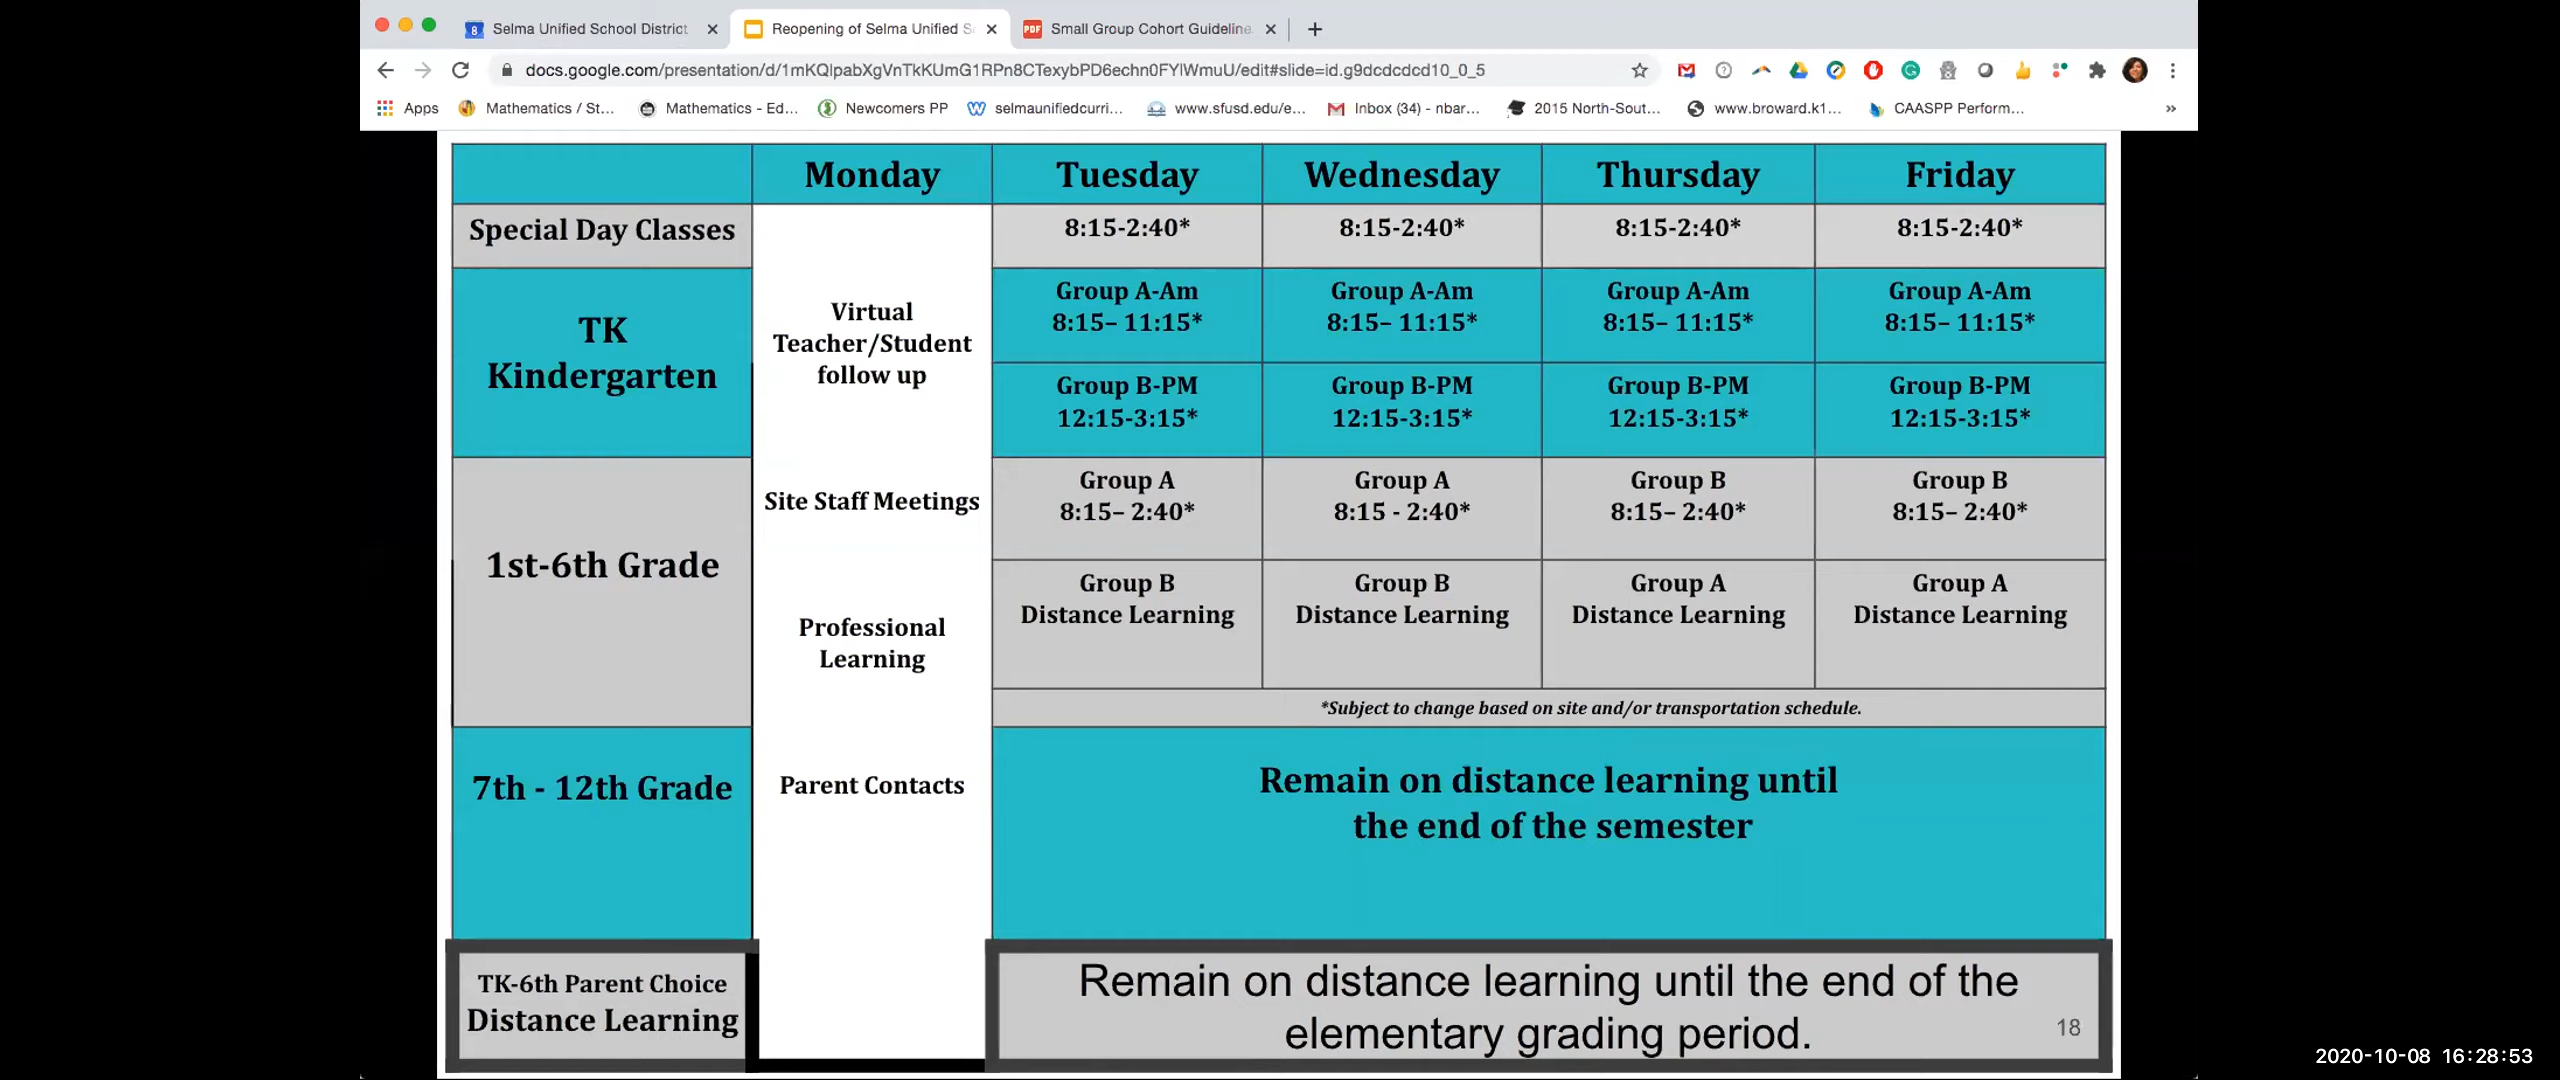 Selma Unified School District
Reopening of Selma Unified S
Small Group Cohort Guideline
docs.google.com/presentation/d/1mKQlpabXgVnTkKUmG1RPn8CTexybPD6echn0FYlWmuU/edit#slide=id.g9dcdcdcd10_0_5
Apps
Mathematics / St...
Mathematics - Ed...
Newcomers PP
selmaunifiedcurri...
www.sfusd.edu/e...
Inbox (34) - nbar...
2015 North-Sout...
www.broward.k1...
CAASPP Perform...
»
Monday Tuesday Wednesday Thursday Friday
Special Day Classes
8:15-2:40* 8:15-2:40* 8:15-2:40* 8:15-2:40*
TK
Kindergarten
Virtual
Teacher/Student
follow up
Group A-Am Group A-Am Group A-Am Group A-Am
8:15– 11:15* 8:15– 11:15* 8:15– 11:15* 8:15– 11:15*
Group B-PM Group B-PM Group B-PM Group B-PM
12:15-3:15* 12:15-3:15* 12:15-3:15* 12:15-3:15*
1st-6th Grade
Site Staff Meetings
Professional
Learning
Group A Group A Group B Group B
8:15– 2:40* 8:15 - 2:40* 8:15– 2:40* 8:15– 2:40*
Group B Group B Group A Group A
Distance Learning Distance Learning Distance Learning Distance Learning
*Subject to change based on site and/or transportation schedule.
7th - 12th Grade
Parent Contacts
Remain on distance learning until
the end of the semester
TK-6th Parent Choice
Distance Learning
Remain on distance learning until the end of the
elementary grading period.
18
2020-10-08 16:28:53